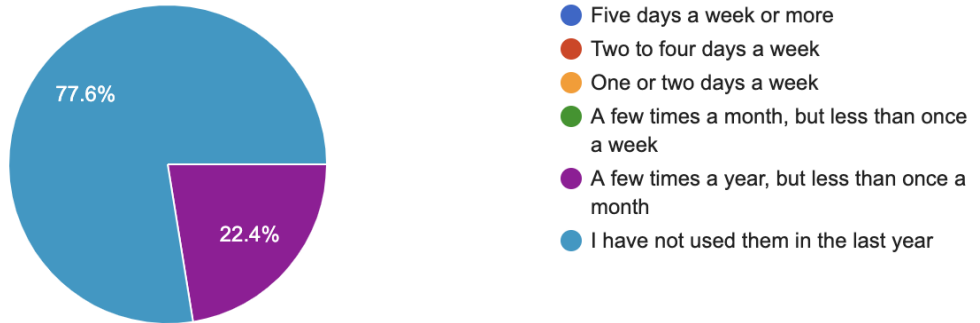 77.6%
22.4%
Five days a week or more
Two to four days a week
One or two days a week
A few times a month, but less than once
a week
A few times a year, but less than once a
month
I have not used them in the last year